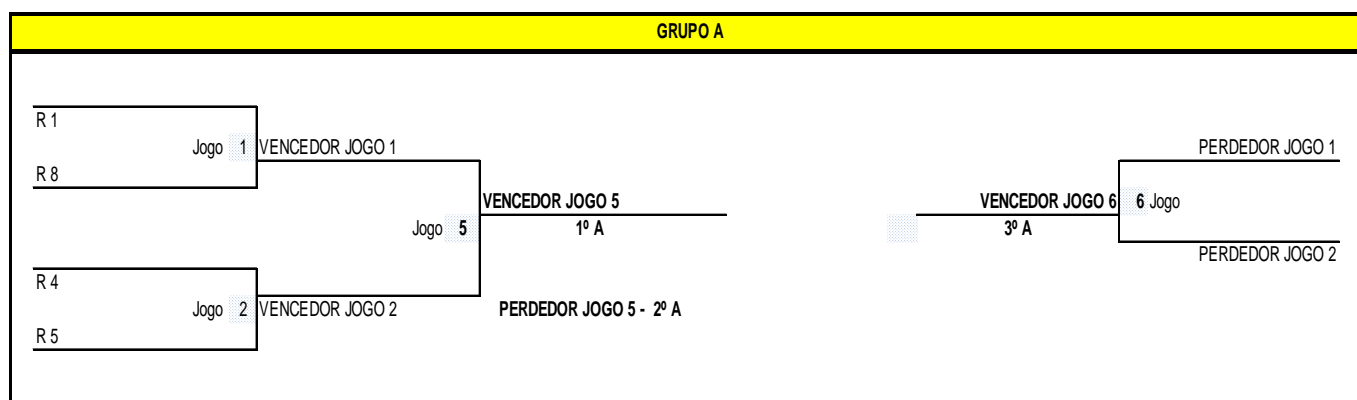 GRUPO A
R 1
Jogo 1 VENCEDOR JOGO 1
PERDEDOR JOGO 1
R 8
VENCEDOR JOGO 5
VENCEDOR JOGO 6 6 Jogo
Jogo 5 1º A
3º A
PERDEDOR JOGO 2
R 4
Jogo 2 VENCEDOR JOGO 2
PERDEDOR JOGO 5 - 2º A
R 5